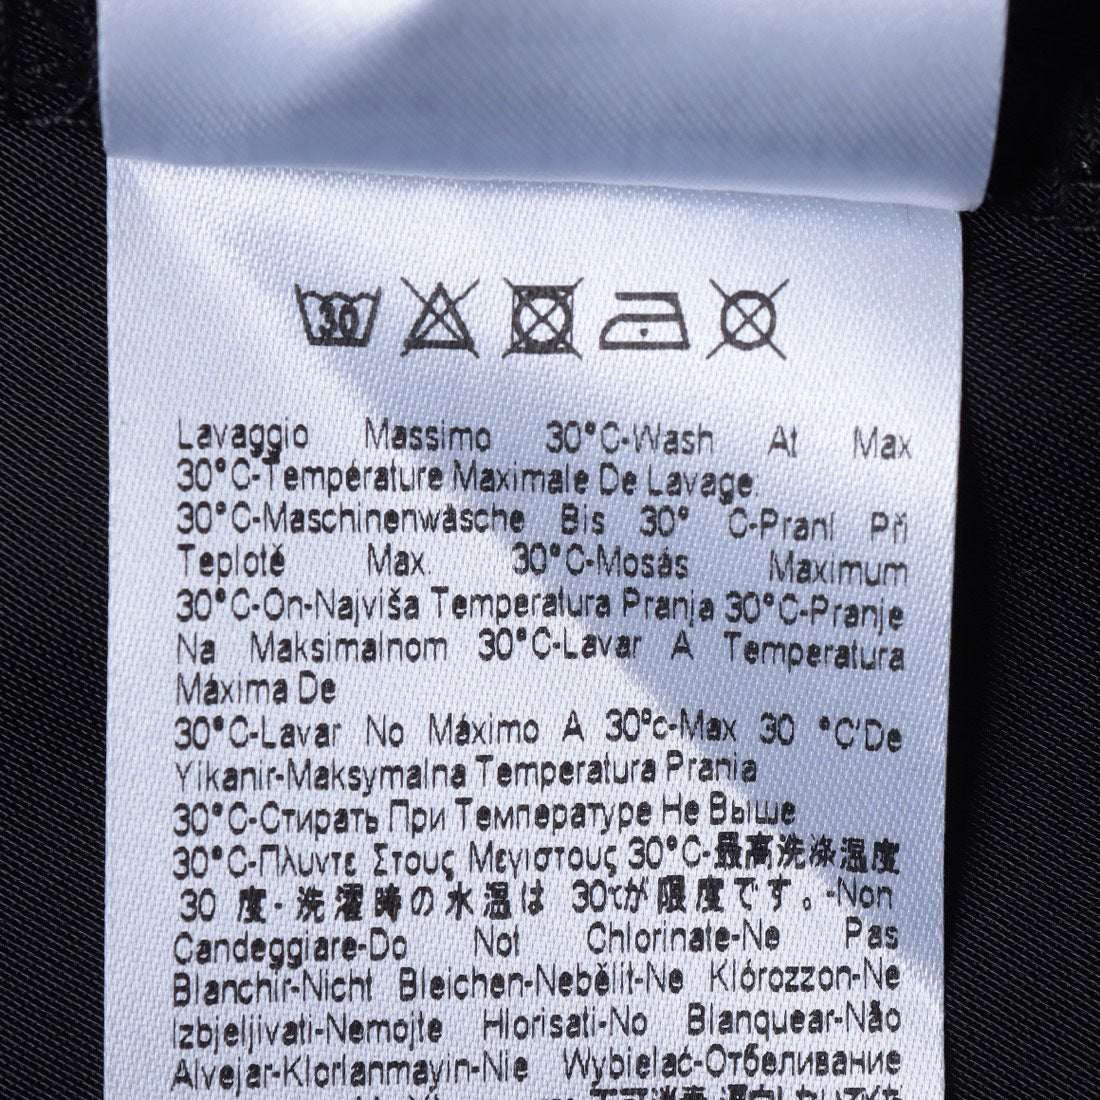 30
Lavaggio Massimo 30°C-Wash At Max
30°C-Température Maximale De Lavage.
30°C-Maschinenwäsche Bis 30° C-Praní Při
Teplotě Max. 30°C-Mosás Maximum
30°C-On-Najviša Temperatura Pranja 30°C-Pranje
Na Maksimalnom 30°C-Lavar A Temperatura
Máxima De
30°C-Lavar No Máximo A 30ºc-Max 30 °C'De
Yikanir-Maksymalna Temperatura Prania
30°C-Стирать При Температуре Не Выше
30°C-Πλυντε Στους Μεγιστους 30°C-最高洗涤温度
30 度-洗濯時の水温は 30℃が限度です。-Non
Candeggiare-Do Not Chlorinate-Ne Pas
Blanchir-Nicht Bleichen-Nebělit-Ne Klórozzon-Ne
Izbjeljivati-Nemojte Hlorisati-No Blanquear-Não
Alvejar-Klorlanmayin-Nie Wybielać-Отбеливание